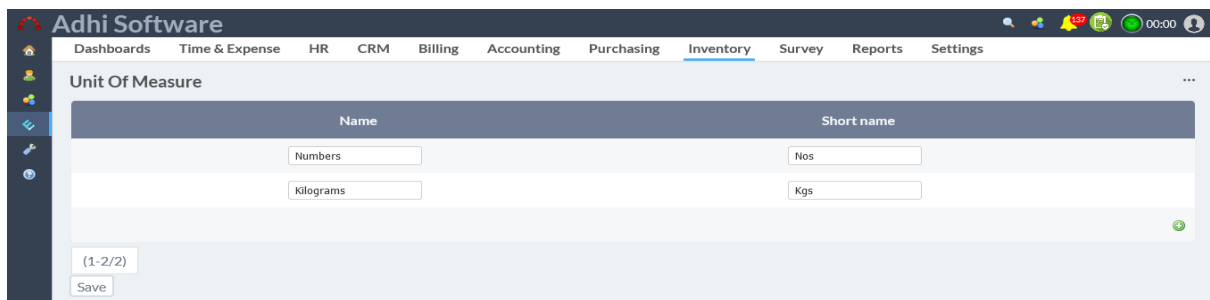 Adhi Software
137
00:00
Dashboards Time & Expense HR CRM Billing Accounting Purchasing Inventory Survey Reports Settings
Unit Of Measure
...
Name Short name
Numbers Nos
Kilograms Kgs
(1-2/2)
Save